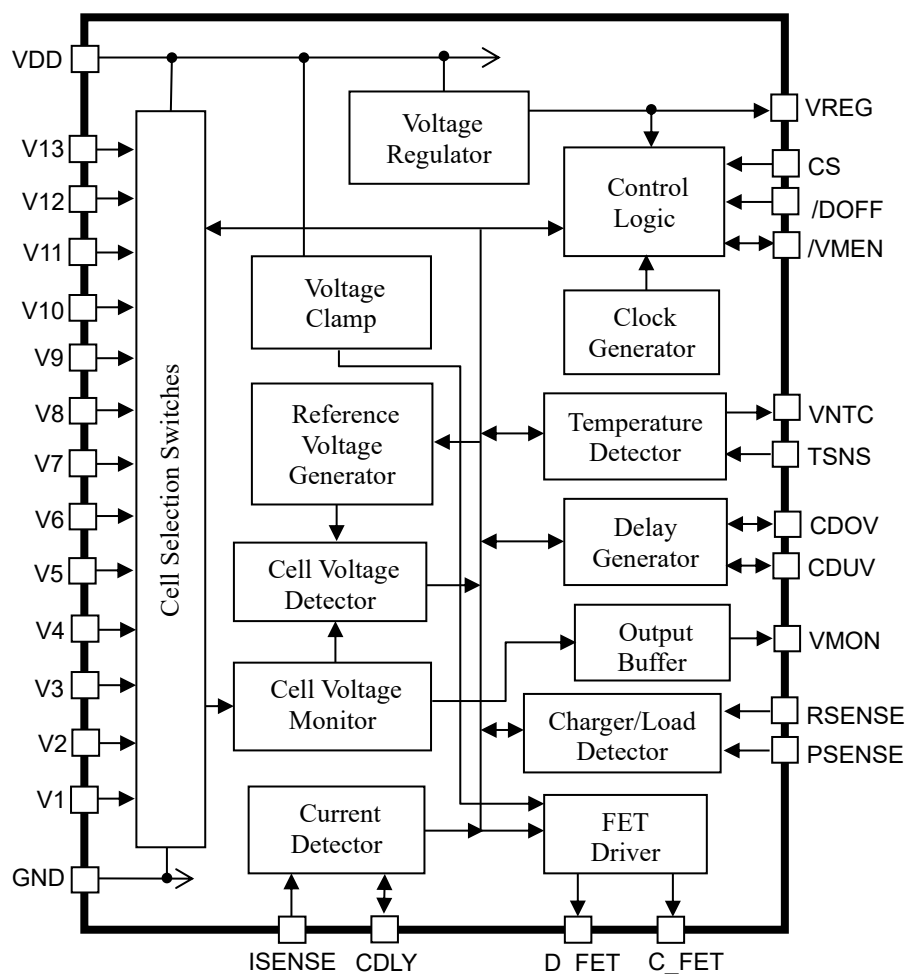 VDD
V13
V12
V11
V10
V9
V8
V7
V6
V5
V4
V3
V2
V1
GND
Cell Selection Switches
Voltage
Regulator
Control
Logic
Voltage
Clamp
Clock
Generator
Reference
Voltage
Generator
Temperature
Detector
Cell Voltage
Detector
Delay
Generator
Cell Voltage
Monitor
Output
Buffer
Charger/Load
Detector
Current
Detector
FET
Driver
VREG
CS
/DOFF
/VMEN
VNTC
TSNS
CDOV
CDUV
VMON
RSENSE
PSENSE
ISENSE
CDLY
D_FET
C_FET